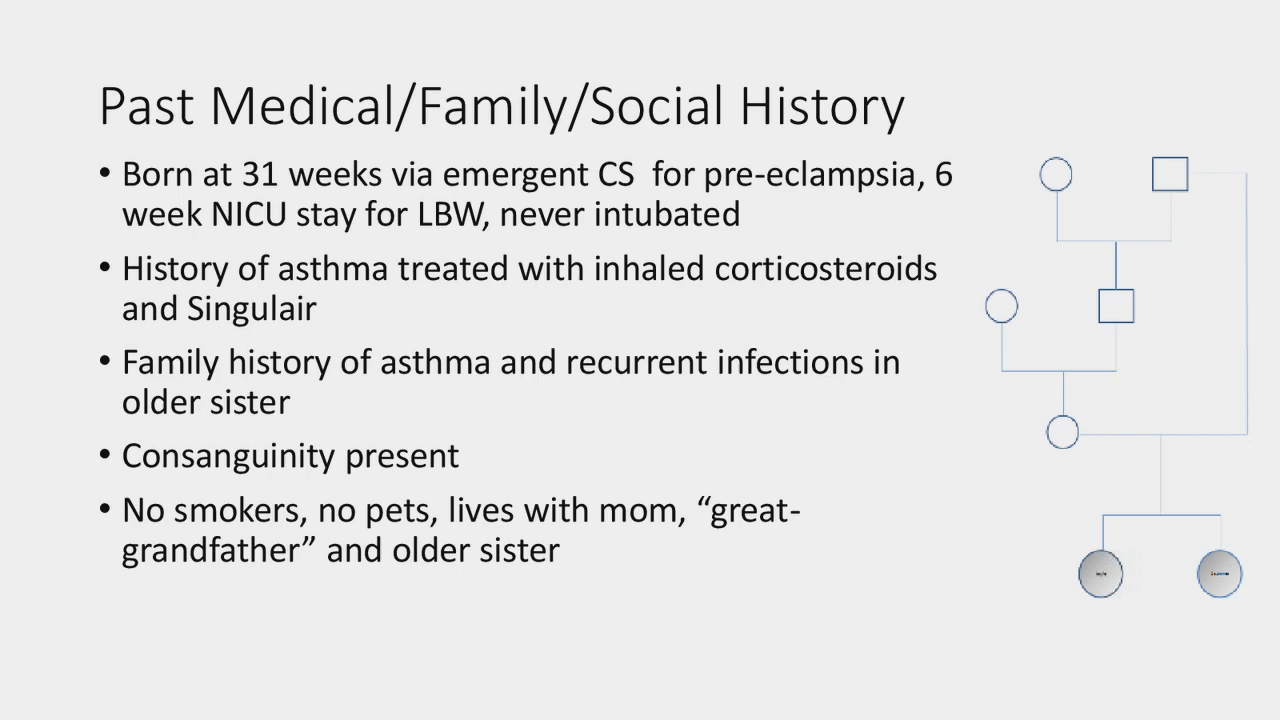 Past Medical/Family/Social History
• Born at 31 weeks via emergent CS  for pre-eclampsia, 6
week NICU stay for LBW, never intubated
• History of asthma treated with inhaled corticosteroids
and Singulair
• Family history of asthma and recurrent infections in
older sister
• Consanguinity present
• No smokers, no pets, lives with mom, “great-
grandfather” and older sister